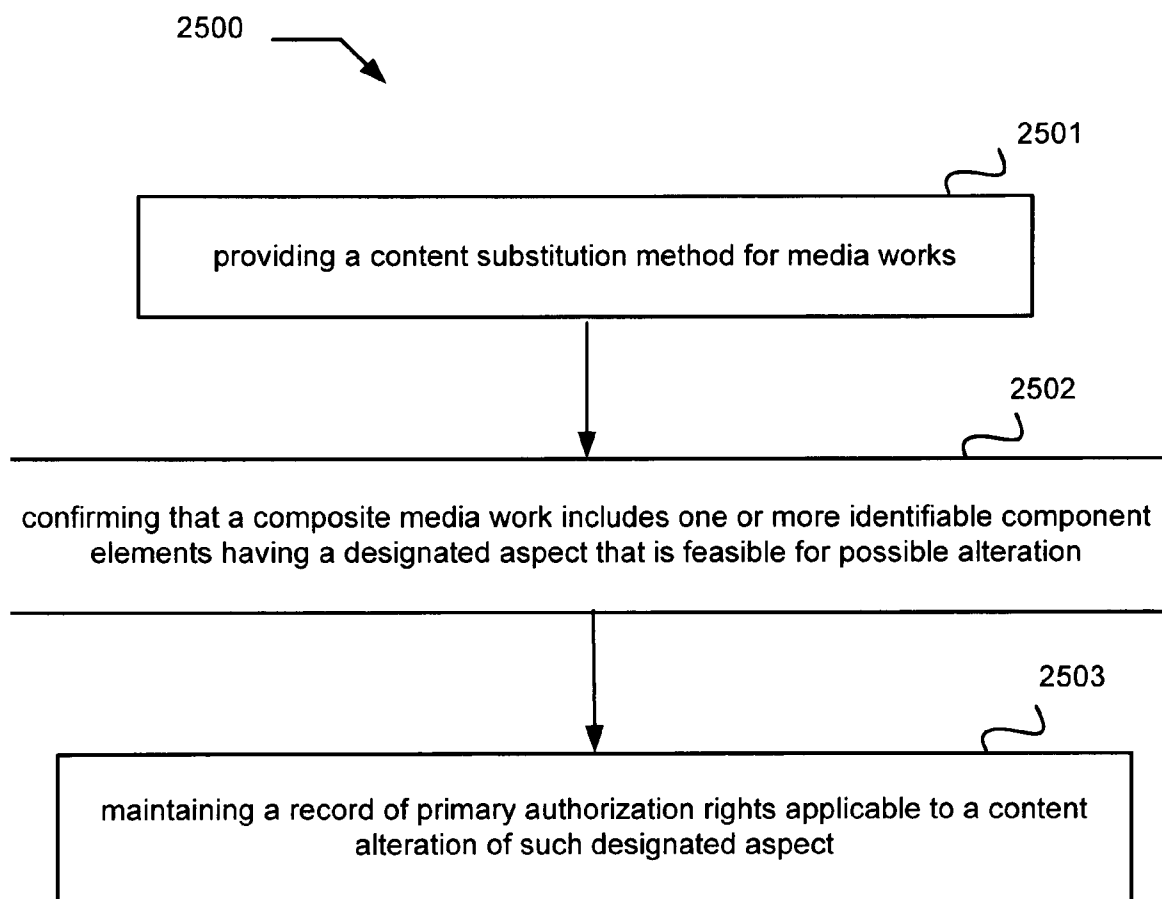 2500
2501
providing a content substitution method for media works
2502
confirming that a composite media work includes one or more identifiable component
elements having a designated aspect that is feasible for possible alteration
2503
maintaining a record of primary authorization rights applicable to a content
alteration of such designated aspect